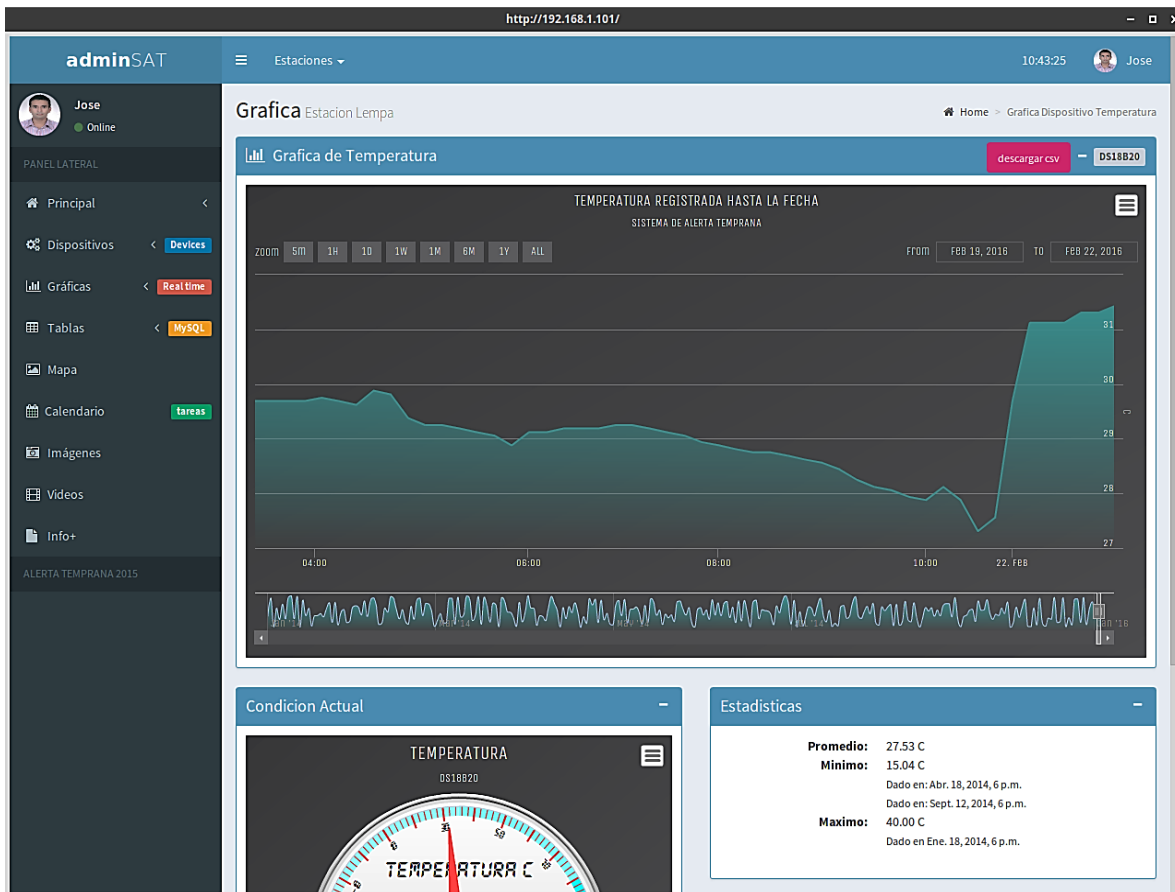 http://192.168.1.101/
adminSAT
Estaciones
10:43:25
Jose
Jose
Online
PANEL LATERAL
Principal
Dispositivos
Devices
Gráficas
Real time
Tablas
MySQL
Mapa
Calendario
tareas
Imágenes
Videos
Info+
ALERTA TEMPRANA 2015
Grafica Estacion Lempa
Home > Grafica Dispositivo Temperatura
Grafica de Temperatura
descargar csv
DS18B20
TEMPERATURA REGISTRADA HASTA LA FECHA
SISTEMA DE ALERTA TEMPRANA
Zoom 5m 1H 1D 1W 1M 6M 1Y ALL
From Feb 19, 2016 To Feb 22, 2016
31
30
C
29
28
27
04:00 06:00 08:00 10:00 22. Feb
Jan '14 Mar '14 May '14
Condicion Actual
TEMPERATURA
DS18B20
TEMPERATURA C
Estadisticas
Promedio: 27.53 C
Minimo: 15.04 C
Dado en: Abr. 18, 2014, 6 p.m.
Dado en: Sept. 12, 2014, 6 p.m.
Maximo: 40.00 C
Dado en Ene. 18, 2014, 6 p.m.